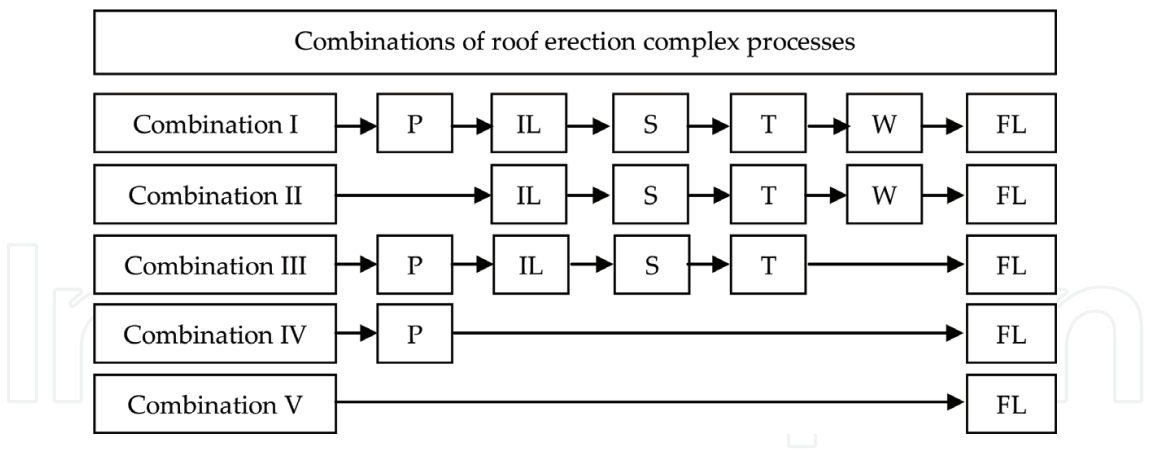 Combinations of roof erection complex processes
Combination I P IL S T W FL
Combination II IL S T W FL
Combination III P IL S T FL
Combination IV P FL
Combination V FL